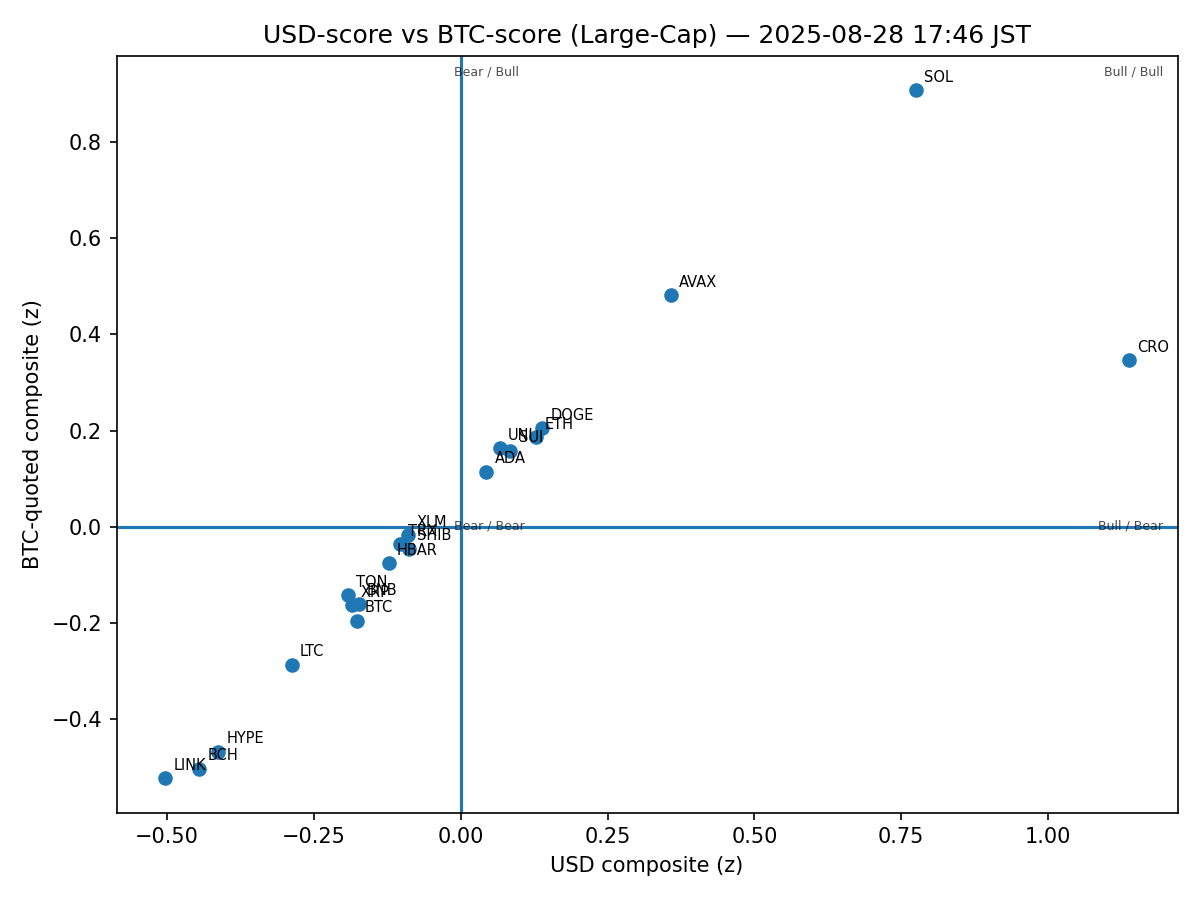 USD-score vs BTC-score (Large-Cap) — 2025-08-28 17:46 JST
Bear / Bull
Bull / Bull
SOL
0.8
0.6
AVAX
0.4
CRO
DOGE
ETH
UNI
SUI
0.2
ADA
XLM
TRX
SHIB
0.0
Bear / Bear
Bull / Bear
HBAR
TON
XRP
BNB
BTC
−0.2
LTC
−0.4
HYPE
BCH
LINK
−0.50
−0.25
0.00
0.25
0.50
0.75
1.00
USD composite (z)
BTC-quoted composite (z)